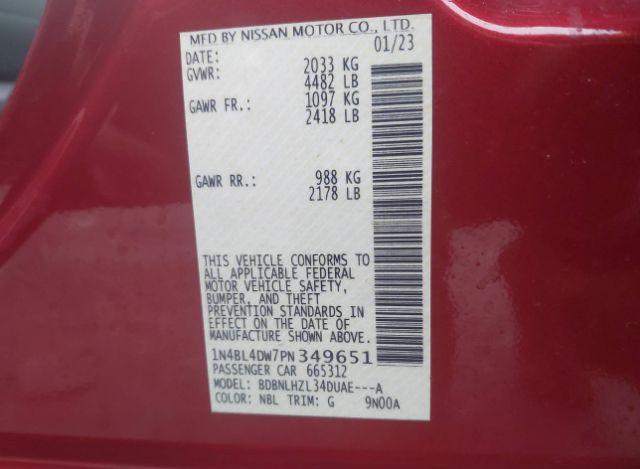 MFD BY NISSAN MOTOR CO., LTD.
DATE: 01/23
GVWR: 2033 KG
4482 LB
GAWR FR.: 1097 KG
2418 LB
GAWR RR.: 988 KG
2178 LB
THIS VEHICLE CONFORMS TO
ALL APPLICABLE FEDERAL
MOTOR VEHICLE SAFETY,
BUMPER, AND THEFT
PREVENTION STANDARDS IN
EFFECT ON THE DATE OF
MANUFACTURE SHOWN ABOVE.
1N4BL4DW7PN349651
PASSENGER CAR 665312
MODEL: BDBNLHZL34DUAE---A
COLOR: NBL TRIM: G 9N00A